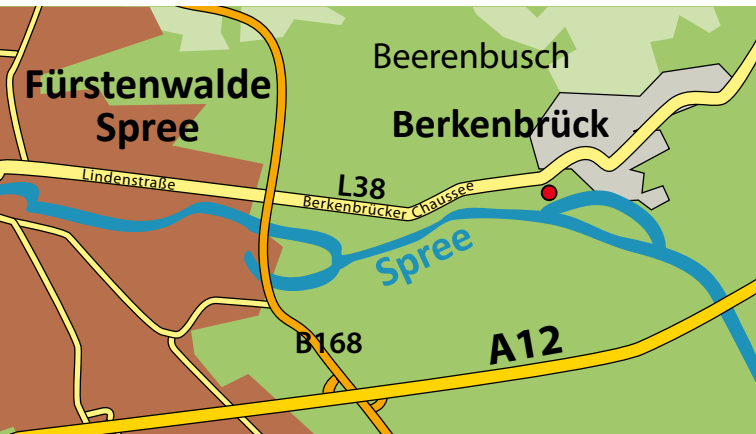 Beerenbusch
Fürstenwalde
Spree
Berkenbrück
Lindenstraße
L38
Berkenbrücker Chaussee
Spree
B168
A12